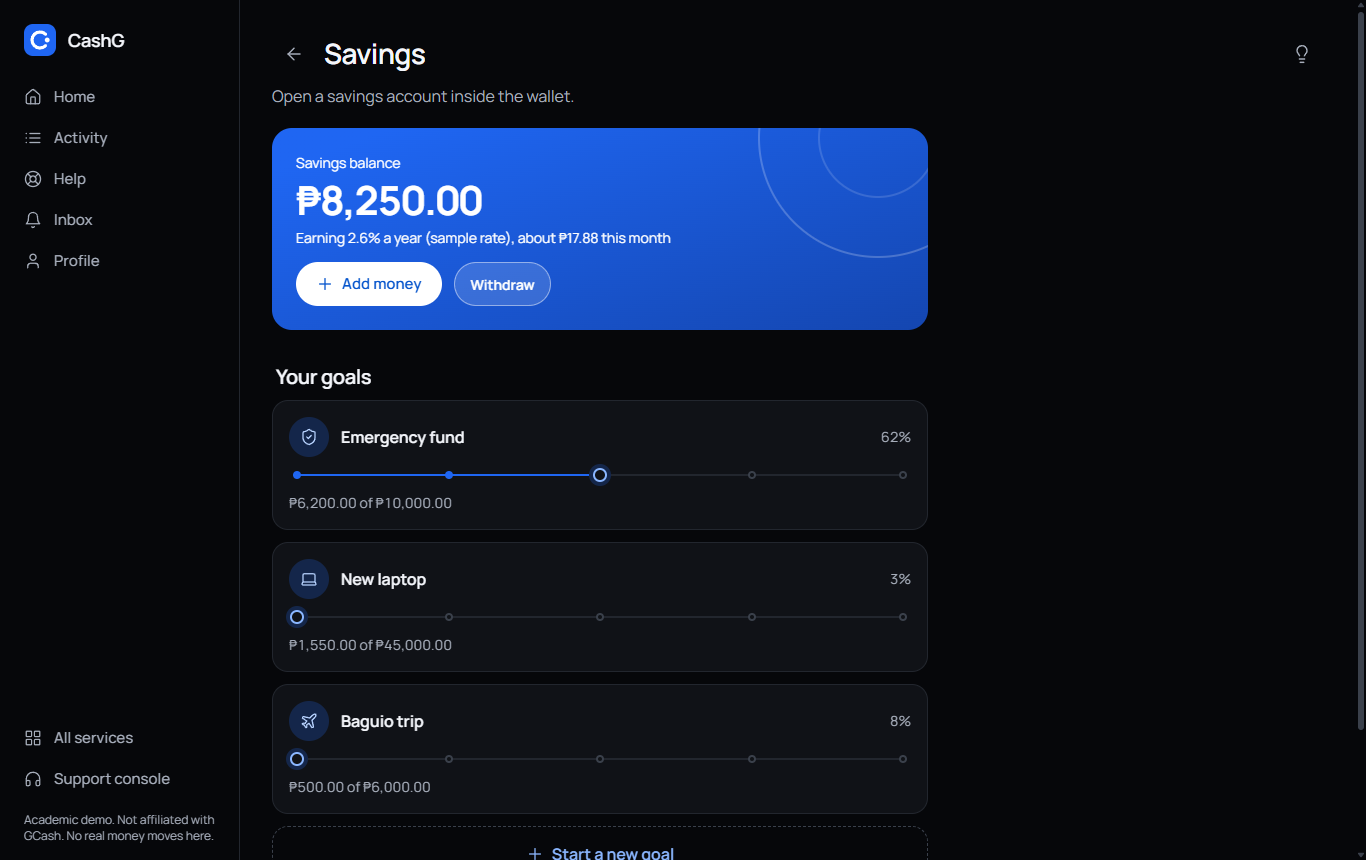 CashG
Home
Activity
Help
Inbox
Profile
All services
Support console
Academic demo. Not affiliated with
GCash. No real money moves here.
Savings
Open a savings account inside the wallet.
Savings balance
₱8,250.00
Earning 2.6% a year (sample rate), about ₱17.88 this month
Add money
Withdraw
Your goals
Emergency fund
62%
₱6,200.00 of ₱10,000.00
New laptop
3%
₱1,550.00 of ₱45,000.00
Baguio trip
8%
₱500.00 of ₱6,000.00
Start a new goal